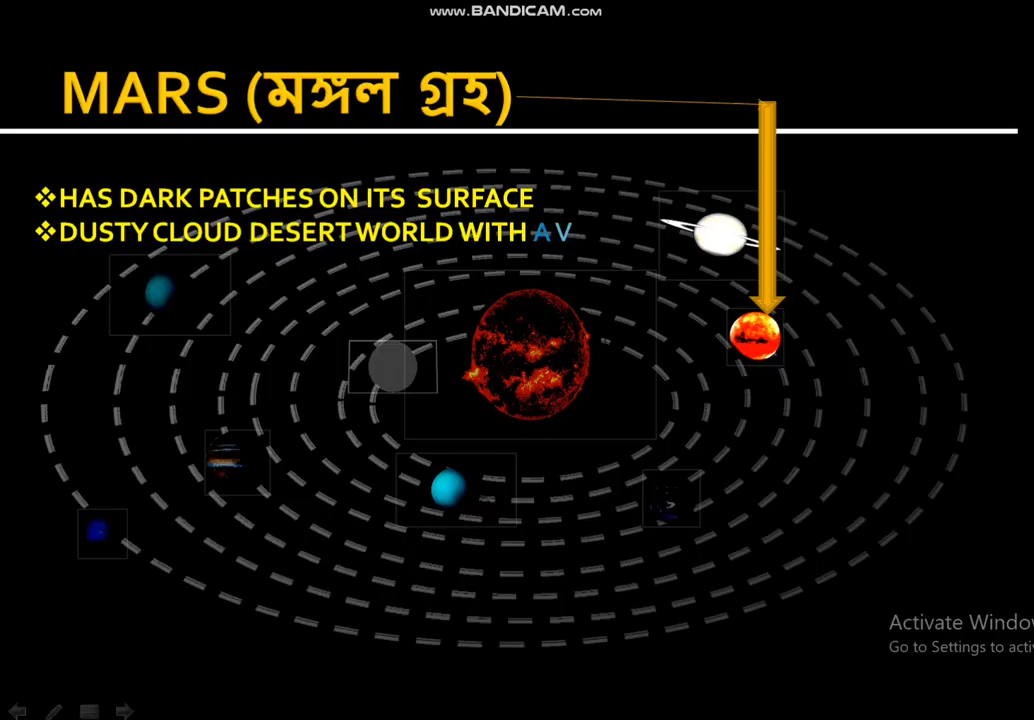 www.BANDICAM.com
MARS (মঙ্গল গ্রহ)
❖HAS DARK PATCHES ON ITS SURFACE
❖DUSTY CLOUD DESERT WORLD WITH A V
Activate Windo
Go to Settings to acti